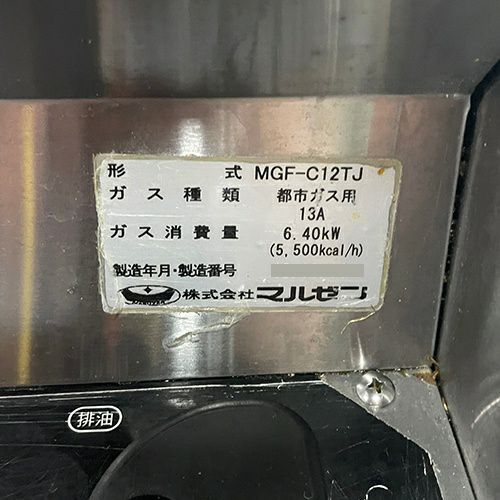 形式 MGF-C12TJ
ガス種類 都市ガス用
13A
ガス消費量 6.40kW
(5,500kcal/h)
製造年月・製造番号
株式会社マルゼン
排油